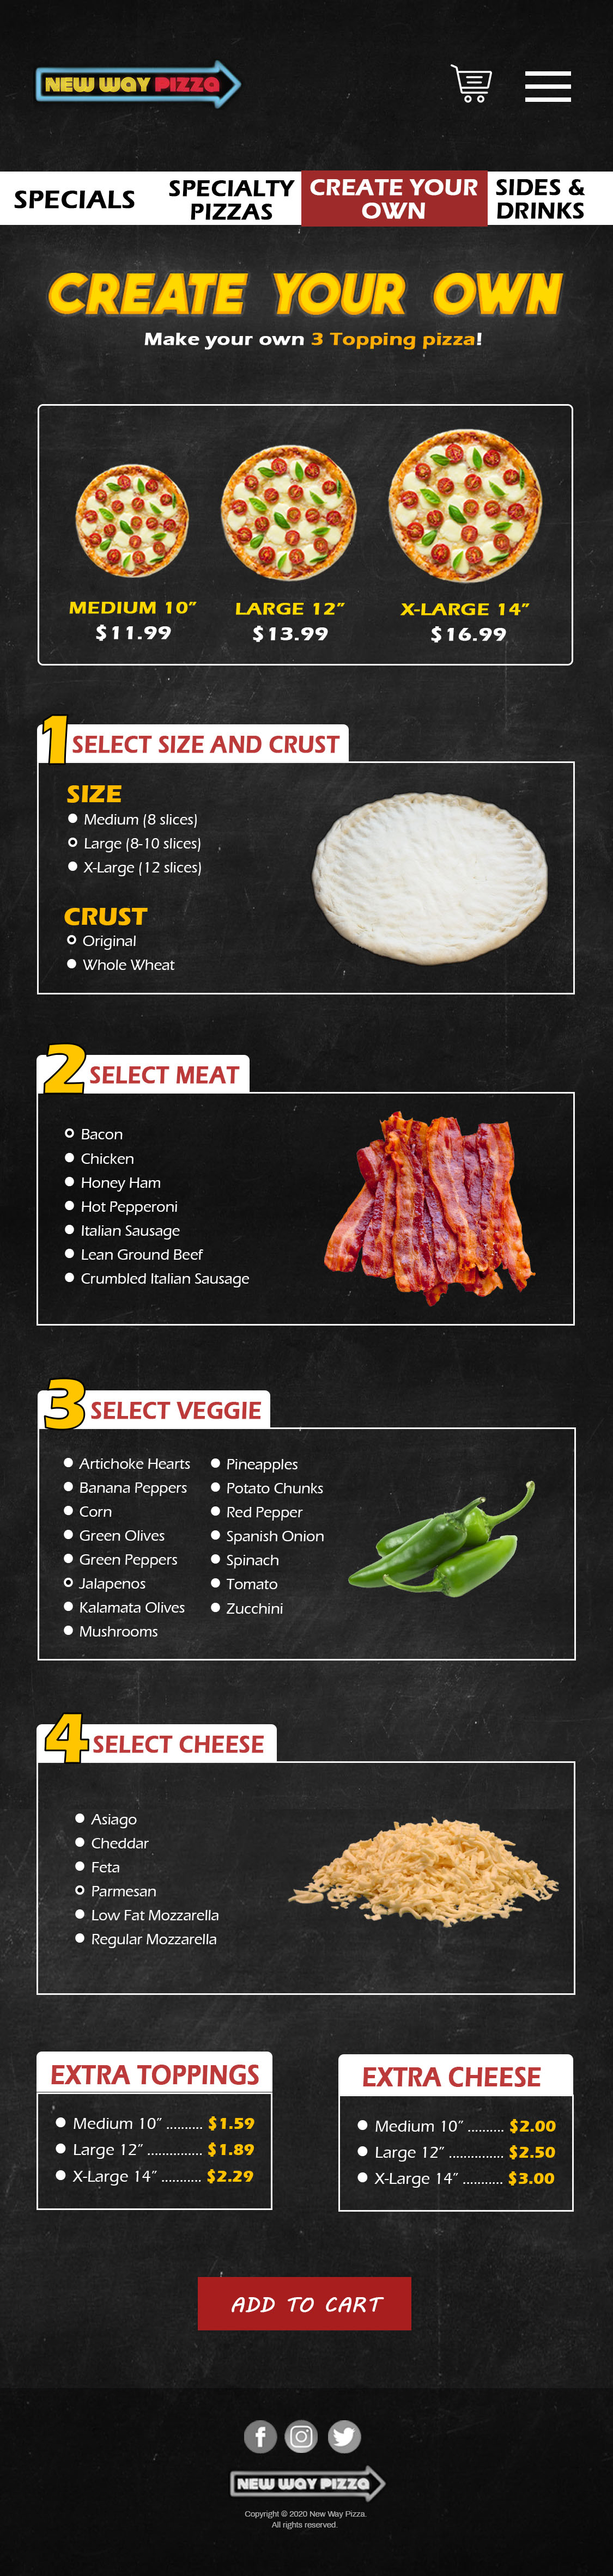 NEW WAY PIZZA
SPECIALS
SPECIALTY
PIZZAS
CREATE YOUR
OWN
SIDES &
DRINKS
CREATE YOUR OWN
Make your own 3 Topping pizza!
MEDIUM 10”
$11.99
LARGE 12”
$13.99
X-LARGE 14”
$16.99
1 SELECT SIZE AND CRUST
SIZE
Medium (8 slices)
Large (8-10 slices)
X-Large (12 slices)
CRUST
Original
Whole Wheat
2 SELECT MEAT
Bacon
Chicken
Honey Ham
Hot Pepperoni
Italian Sausage
Lean Ground Beef
Crumbled Italian Sausage
3 SELECT VEGGIE
Artichoke Hearts
Banana Peppers
Corn
Green Olives
Green Peppers
Jalapenos
Kalamata Olives
Mushrooms
Pineapples
Potato Chunks
Red Pepper
Spanish Onion
Spinach
Tomato
Zucchini
4 SELECT CHEESE
Asiago
Cheddar
Feta
Parmesan
Low Fat Mozzarella
Regular Mozzarella
EXTRA TOPPINGS
Medium 10” .......... $1.59
Large 12” ............... $1.89
X-Large 14” ........... $2.29
EXTRA CHEESE
Medium 10” .......... $2.00
Large 12” ............... $2.50
X-Large 14” ........... $3.00
ADD TO CART
NEW WAY PIZZA
Copyright © 2020 New Way Pizza.
All rights reserved.